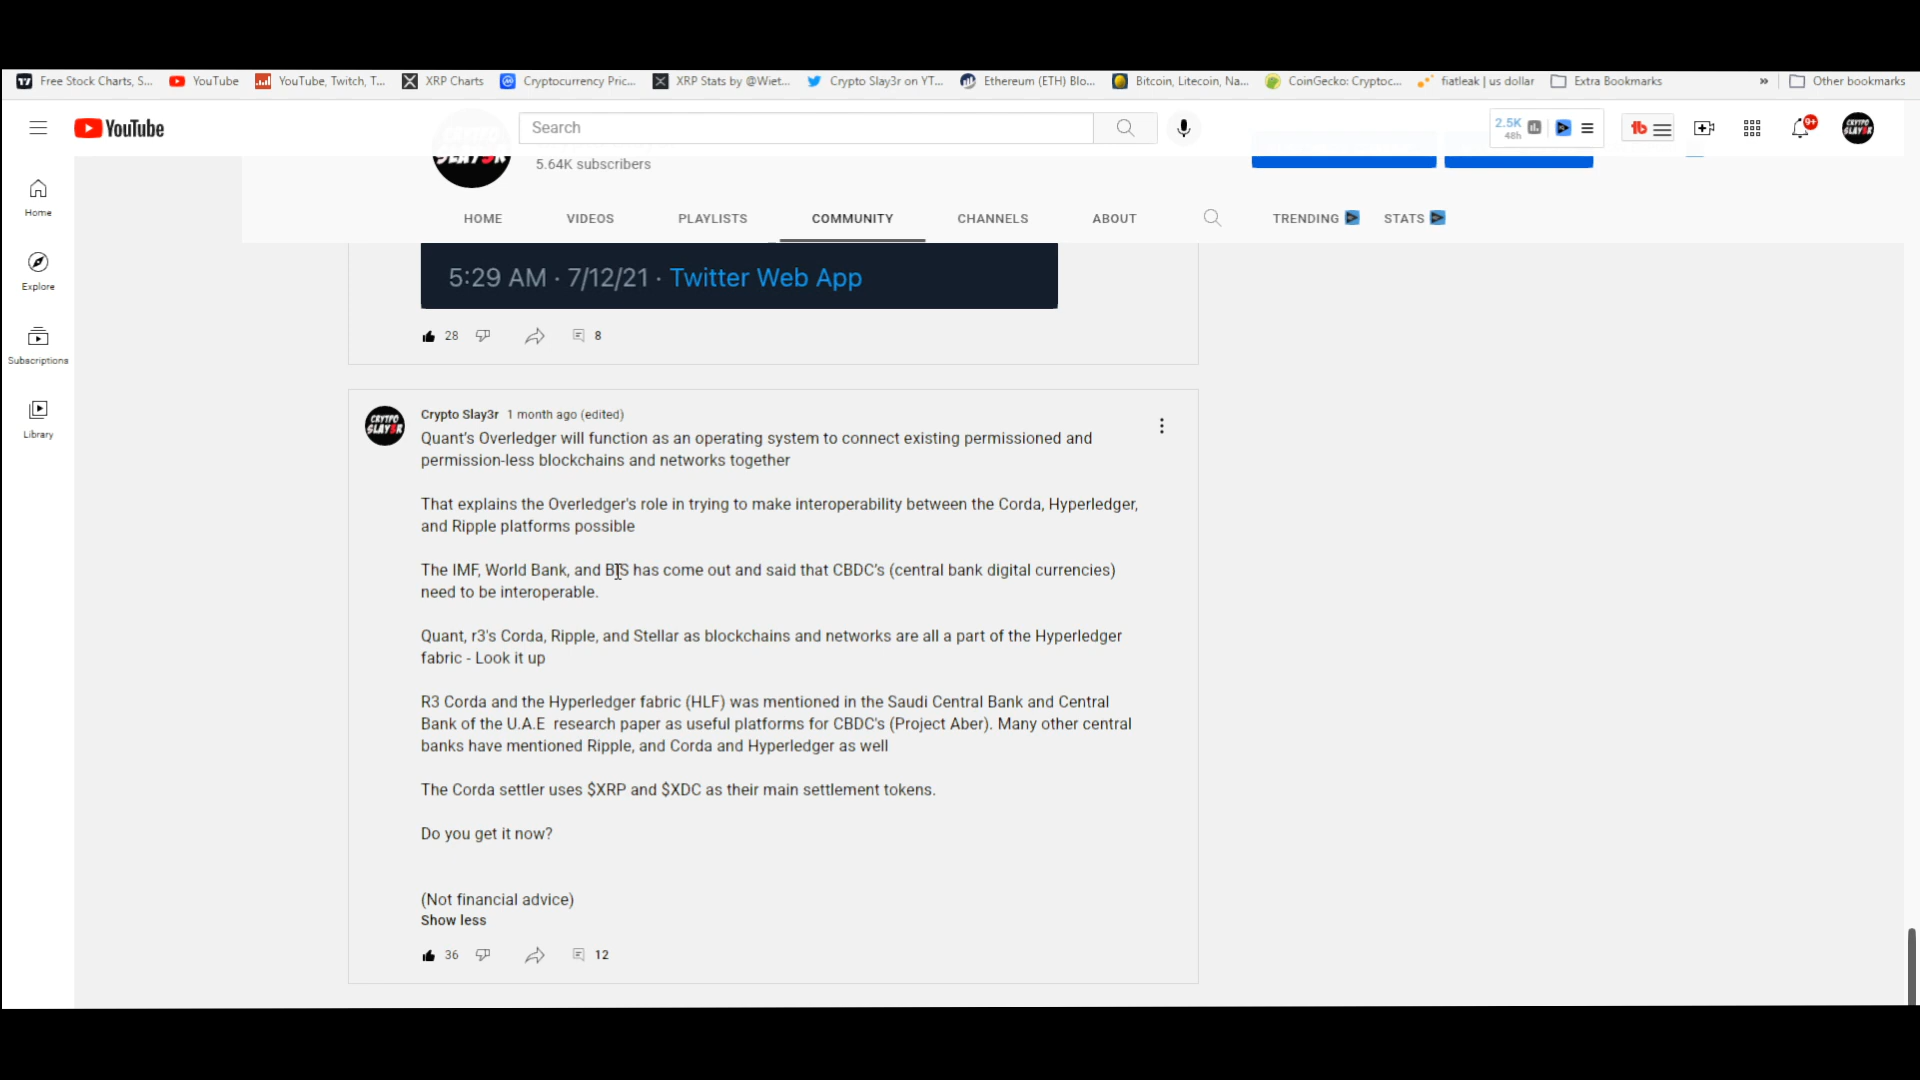 Free Stock Charts, S...
YouTube
YouTube, Twitch, T...
XRP Charts
Cryptocurrency Pric...
XRP Stats by @Wiet...
Crypto Slay3r on YT...
Ethereum (ETH) Blo...
Bitcoin, Litecoin, Na...
CoinGecko: Cryptoc...
fiatleak | us dollar
Extra Bookmarks
»
Other bookmarks
YouTube
Search
2.5K
48h
tb
9+
CRYPTO
SLAY3R
5.64K subscribers
Home
Explore
Subscriptions
Library
HOME
VIDEOS
PLAYLISTS
COMMUNITY
CHANNELS
ABOUT
TRENDING
STATS
5:29 AM · 7/12/21 · Twitter Web App
28
8
CRYPTO
SLAY3R
Crypto Slay3r 1 month ago (edited)
Quant's Overledger will function as an operating system to connect existing permissioned and
permission-less blockchains and networks together
That explains the Overledger's role in trying to make interoperability between the Corda, Hyperledger,
and Ripple platforms possible
The IMF, World Bank, and BIS has come out and said that CBDC's (central bank digital currencies)
need to be interoperable.
Quant, r3's Corda, Ripple, and Stellar as blockchains and networks are all a part of the Hyperledger
fabric - Look it up
R3 Corda and the Hyperledger fabric (HLF) was mentioned in the Saudi Central Bank and Central
Bank of the U.A.E research paper as useful platforms for CBDC's (Project Aber). Many other central
banks have mentioned Ripple, and Corda and Hyperledger as well
The Corda settler uses $XRP and $XDC as their main settlement tokens.
Do you get it now?
(Not financial advice)
Show less
36
12